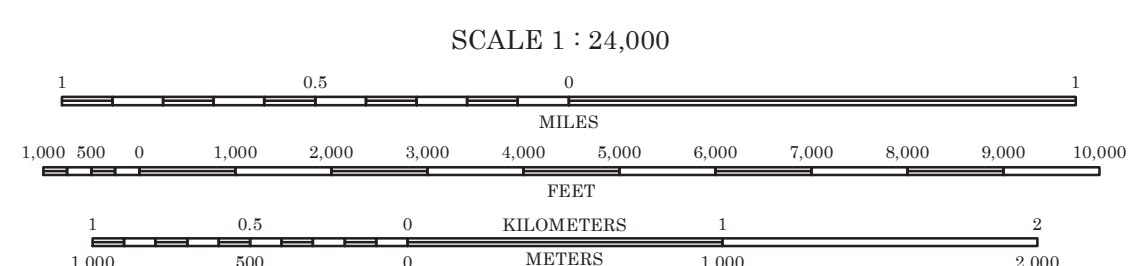 SCALE 1 : 24,000
1 0.5 0 1
MILES
1,000 500 0 1,000 2,000 3,000 4,000 5,000 6,000 7,000 8,000 9,000 10,000
FEET
1 0.5 0 KILOMETERS 1 2
1,000 500 0 METERS 1,000 2,000